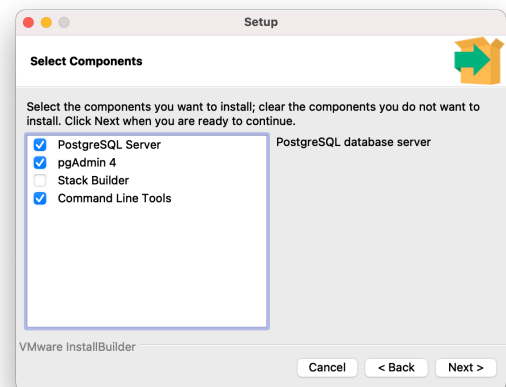 Setup
Select Components
Select the components you want to install; clear the components you do not want to
install. Click Next when you are ready to continue.
PostgreSQL Server
pgAdmin 4
Stack Builder
Command Line Tools
PostgreSQL database server
VMware InstallBuilder
Cancel
< Back
Next >